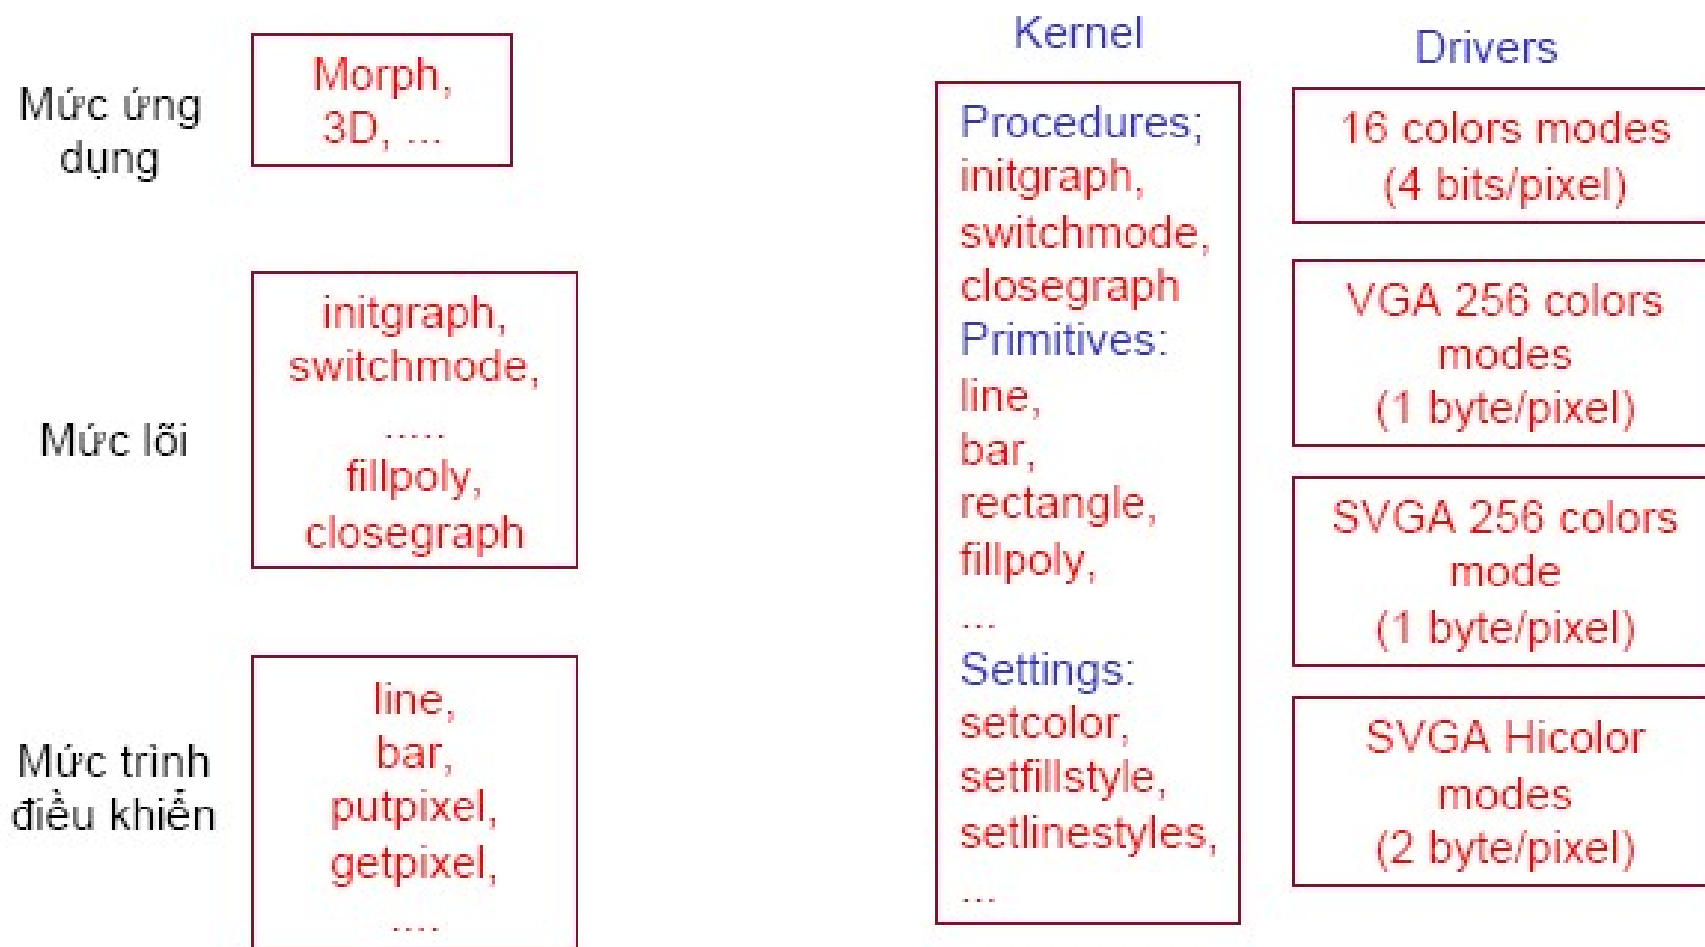 Mức ứng
dụng
Morph,
3D, ...
Mức lõi
initgraph,
switchmode,
.....
fillpoly,
closegraph
Mức trình
điều khiển
line,
bar,
putpixel,
getpixel,
....
Kernel
Procedures;
initgraph,
switchmode,
closegraph
Primitives:
line,
bar,
rectangle,
fillpoly,
...
Settings:
setcolor,
setfillstyle,
setlinestyles,
...
Drivers
16 colors modes
(4 bits/pixel)
VGA 256 colors
modes
(1 byte/pixel)
SVGA 256 colors
mode
(1 byte/pixel)
SVGA Hicolor
modes
(2 byte/pixel)